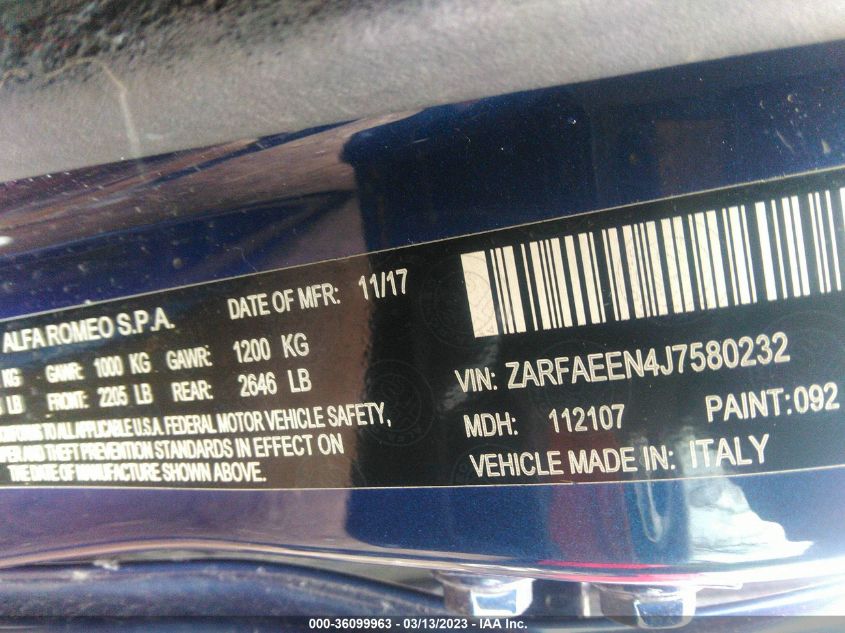 ALFA ROMEO S.P.A. DATE OF MFR: 11/17
KG GAWR: 1000 KG GAWR: 1200 KG
LB FRONT: 2205 LB REAR: 2646 LB
TO ALL APPLICABLE U.S.A. FEDERAL MOTOR VEHICLE SAFETY,
AND THEFT PREVENTION STANDARDS IN EFFECT ON
THE DATE OF MANUFACTURE SHOWN ABOVE.
VIN: ZARFAEEN4J7580232
MDH: 112107 PAINT:092
VEHICLE MADE IN: ITALY
000-36099963 - 03/13/2023 - IAA Inc.